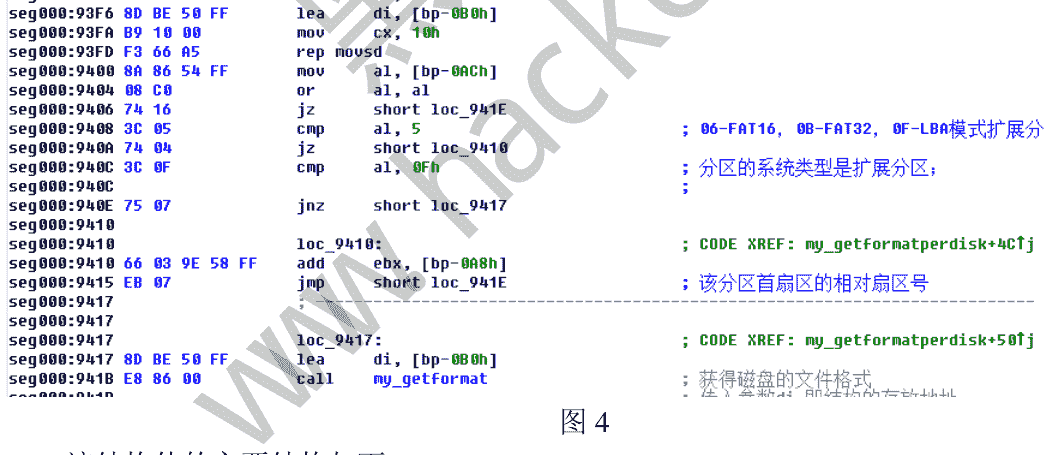 seg000:93F6 8D BE 50 FF lea di, [bp-0B0h]
seg000:93FA B9 10 00 mov cx, 10h
seg000:93FD F3 66 A5 rep movsd
seg000:9400 8A 86 54 FF mov al, [bp-0ACh]
seg000:9404 08 C0 or al, al
seg000:9406 74 16 jz short loc_941E
seg000:9408 3C 05 cmp al, 5 ; 06-FAT16, 0B-FAT32, 0F-LBA模式扩展分
seg000:940A 74 04 jz short loc_9410
seg000:940C 3C 0F cmp al, 0Fh ; 分区的系统类型是扩展分区;
seg000:940C ;
seg000:940E 75 07 jnz short loc_9417
seg000:9410
seg000:9410 loc_9410: ; CODE XREF: my_getformatperdisk+4C↑j
seg000:9410 66 03 9E 58 FF add ebx, [bp-0A8h]
seg000:9415 EB 07 jmp short loc_941E ; 该分区首扇区的相对扇区号
seg000:9417 ;
seg000:9417
seg000:9417 loc_9417: ; CODE XREF: my_getformatperdisk+50↑j
seg000:9417 8D BE 50 FF lea di, [bp-0B0h]
seg000:941B E8 86 00 call my_getformat ; 获得磁盘的文件格式
图 4
www.hack